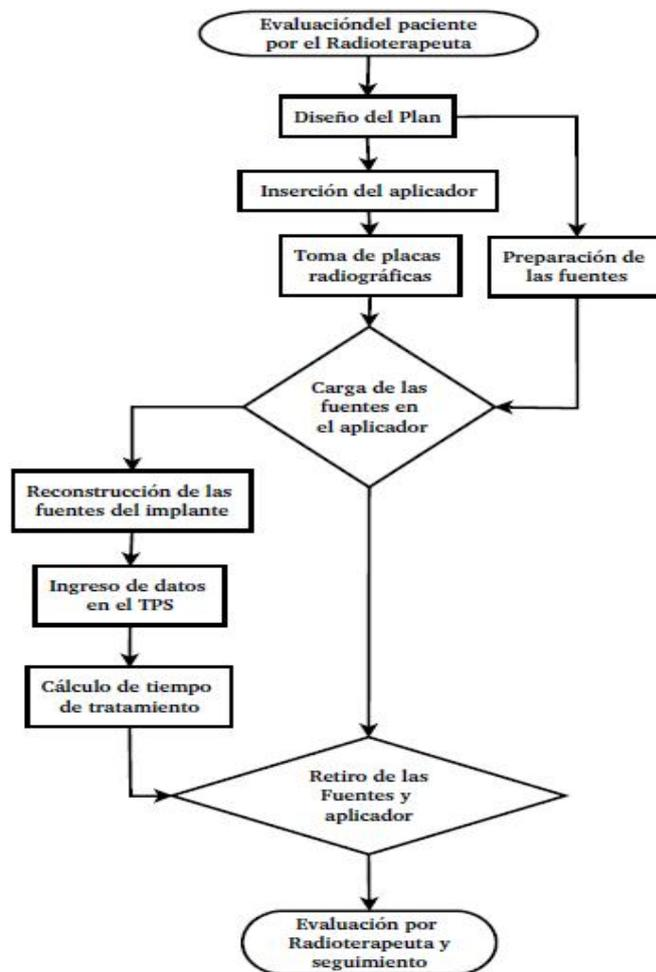 Evaluacióndel paciente
por el Radioterapeuta
Diseño del Plan
Inserción del aplicador
Toma de placas
radiográficas
Preparación de
las fuentes
Carga de las
fuentes en
el aplicador
Reconstrucción de las
fuentes del implante
Ingreso de datos
en el TPS
Cálculo de tiempo
de tratamiento
Retiro de las
Fuentes y
aplicador
Evaluación por
Radioterapeuta y
seguimiento